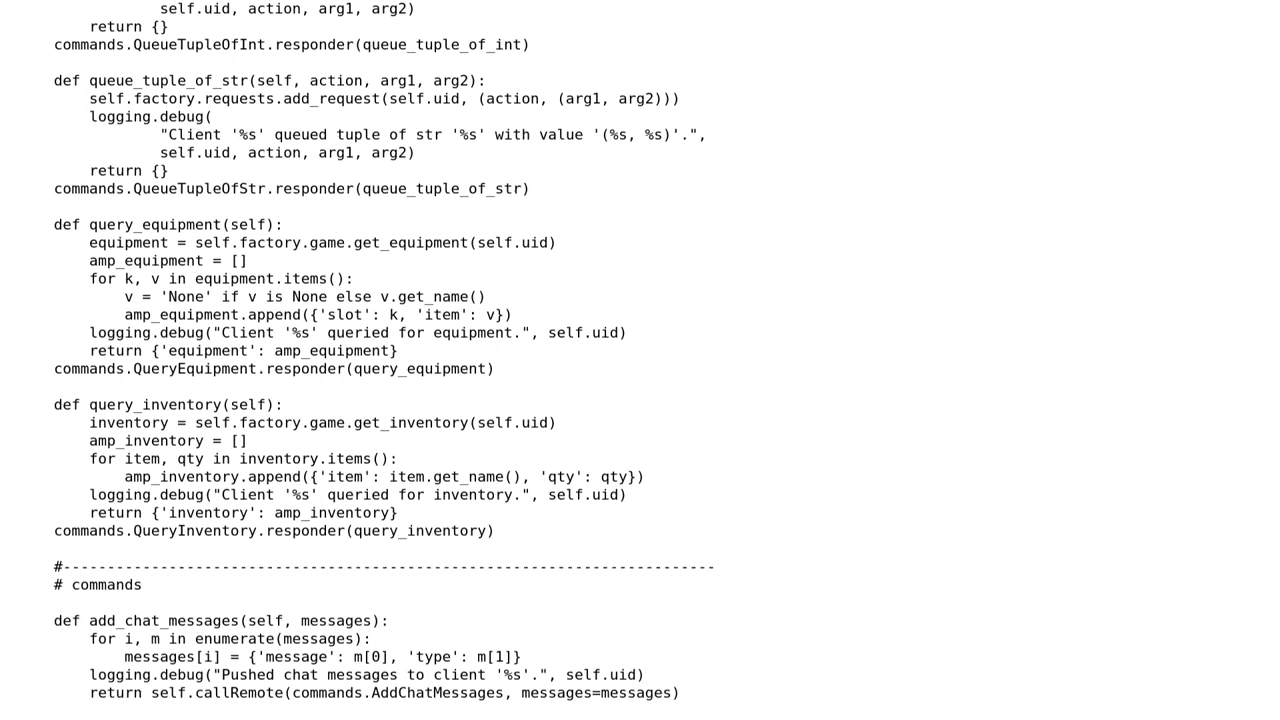 self.uid, action, arg1, arg2)
    return {}
commands.QueueTupleOfInt.responder(queue_tuple_of_int)

def queue_tuple_of_str(self, action, arg1, arg2):
    self.factory.requests.add_request(self.uid, (action, (arg1, arg2)))
    logging.debug(
            "Client '%s' queued tuple of str '%s' with value '(%s, %s)'.",
            self.uid, action, arg1, arg2)
    return {}
commands.QueueTupleOfStr.responder(queue_tuple_of_str)

def query_equipment(self):
    equipment = self.factory.game.get_equipment(self.uid)
    amp_equipment = []
    for k, v in equipment.items():
        v = 'None' if v is None else v.get_name()
        amp_equipment.append({'slot': k, 'item': v})
    logging.debug("Client '%s' queried for equipment.", self.uid)
    return {'equipment': amp_equipment}
commands.QueryEquipment.responder(query_equipment)

def query_inventory(self):
    inventory = self.factory.game.get_inventory(self.uid)
    amp_inventory = []
    for item, qty in inventory.items():
        amp_inventory.append({'item': item.get_name(), 'qty': qty})
    logging.debug("Client '%s' queried for inventory.", self.uid)
    return {'inventory': amp_inventory}
commands.QueryInventory.responder(query_inventory)

#--------------------------------------------------------------------------
# commands

def add_chat_messages(self, messages):
    for i, m in enumerate(messages):
        messages[i] = {'message': m[0], 'type': m[1]}
    logging.debug("Pushed chat messages to client '%s'.", self.uid)
    return self.callRemote(commands.AddChatMessages, messages=messages)